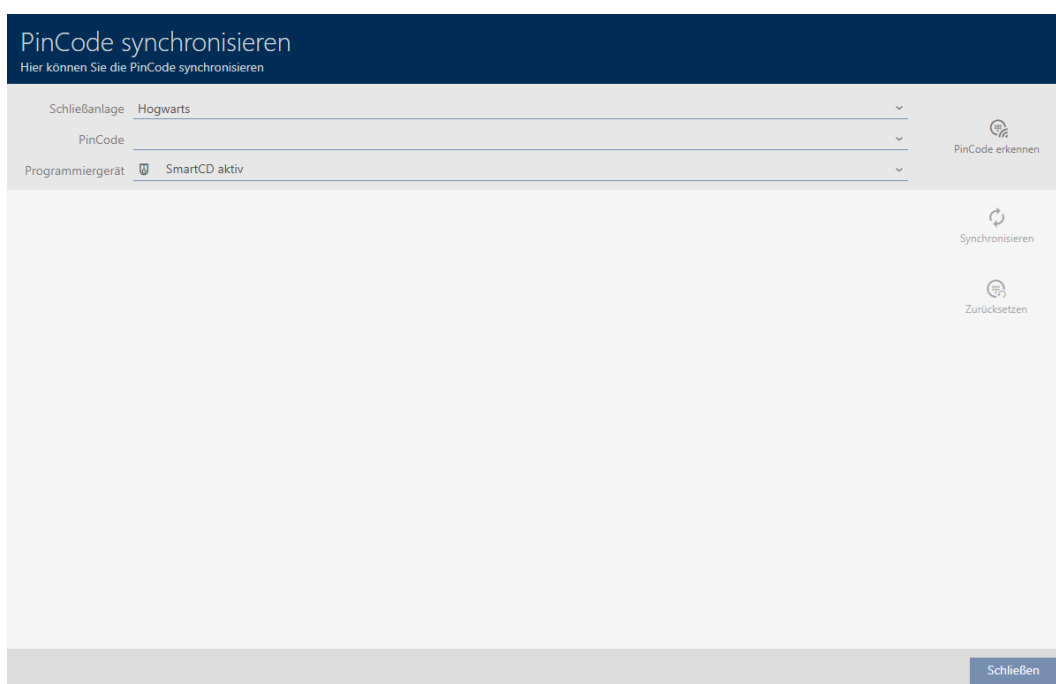 PinCode synchronisieren
Hier können Sie die PinCode synchronisieren
Schließanlage Hogwarts
PinCode
PinCode erkennen
Programmiergerät SmartCD aktiv
Synchronisieren
Zurücksetzen
Schließen